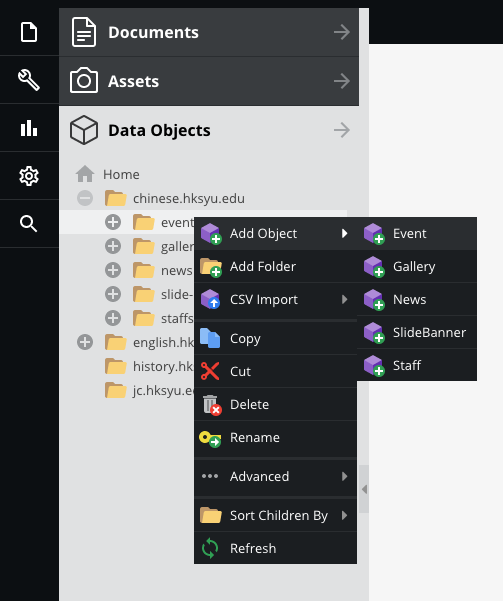 Documents
Assets
Data Objects
Home
chinese.hksyu.edu
event
Add Object
Event
galler
Add Folder
Gallery
news
CSV Import
News
slide-
SlideBanner
staffs
Copy
english.hk
Cut
Staff
history.hk
jc.hksyu.e
Delete
Rename
Advanced
Sort Children By
Refresh